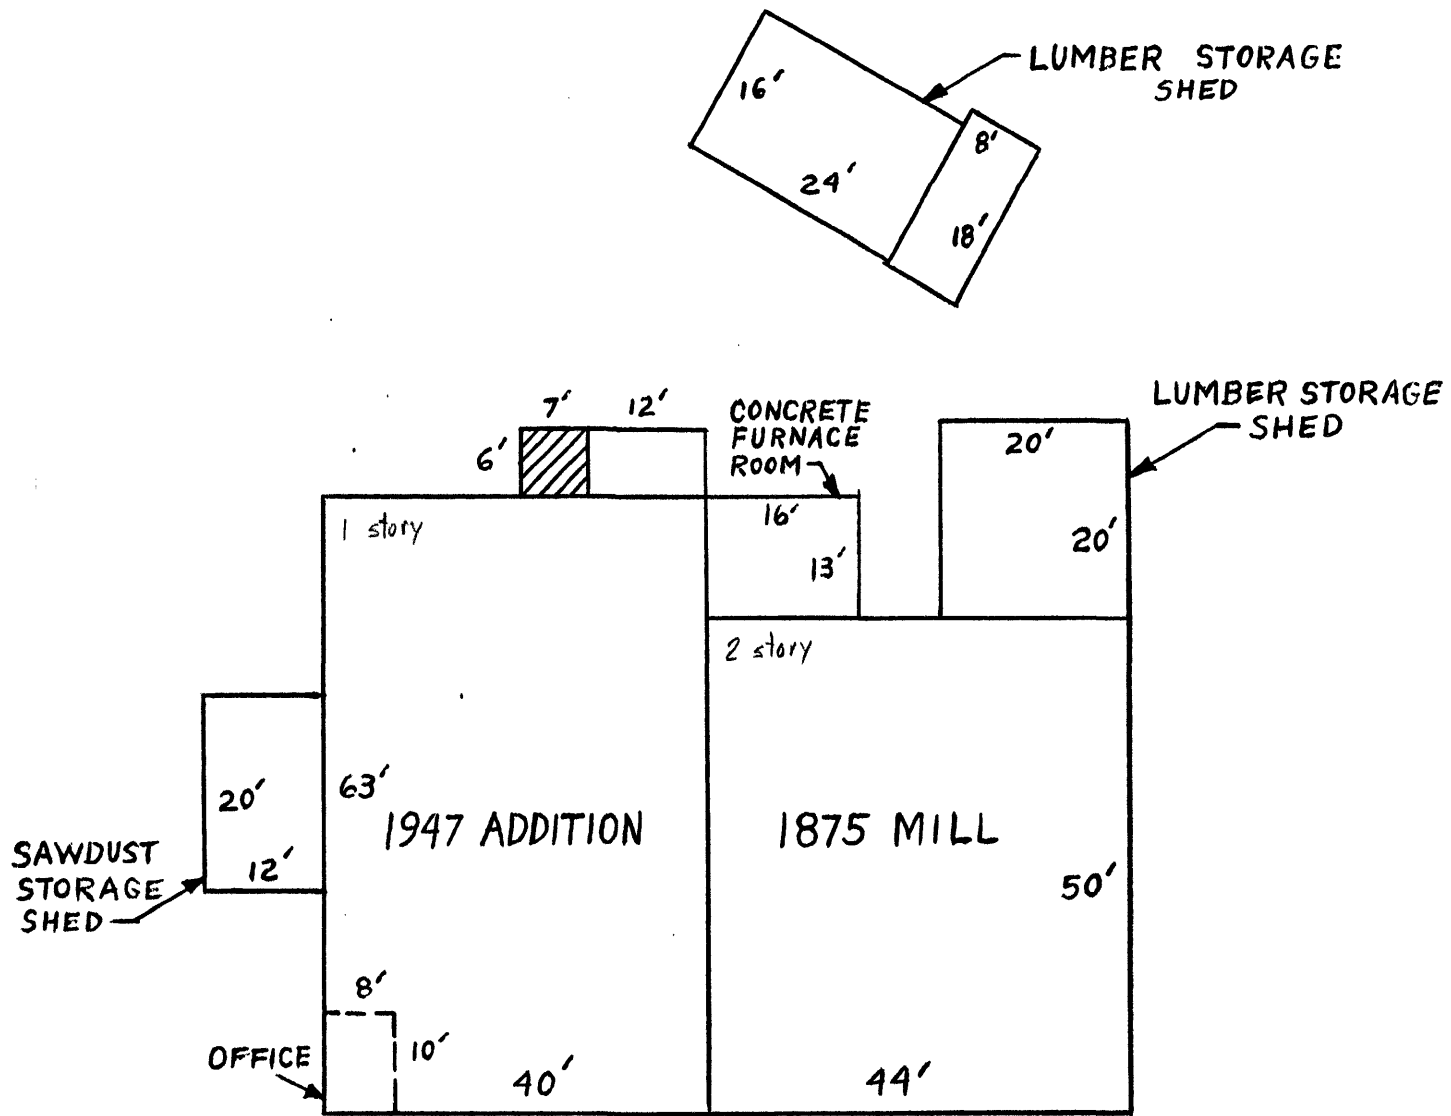 LUMBER STORAGE
SHED
16'
8'
24'
18'
LUMBER STORAGE
SHED
7'
12'
CONCRETE
FURNACE
ROOM
6'
20'
16'
1 story
20'
13'
2 story
20'
63'
1947 ADDITION
1875 MILL
SAWDUST
STORAGE
SHED
12'
50'
8'
OFFICE
10'
40'
44'